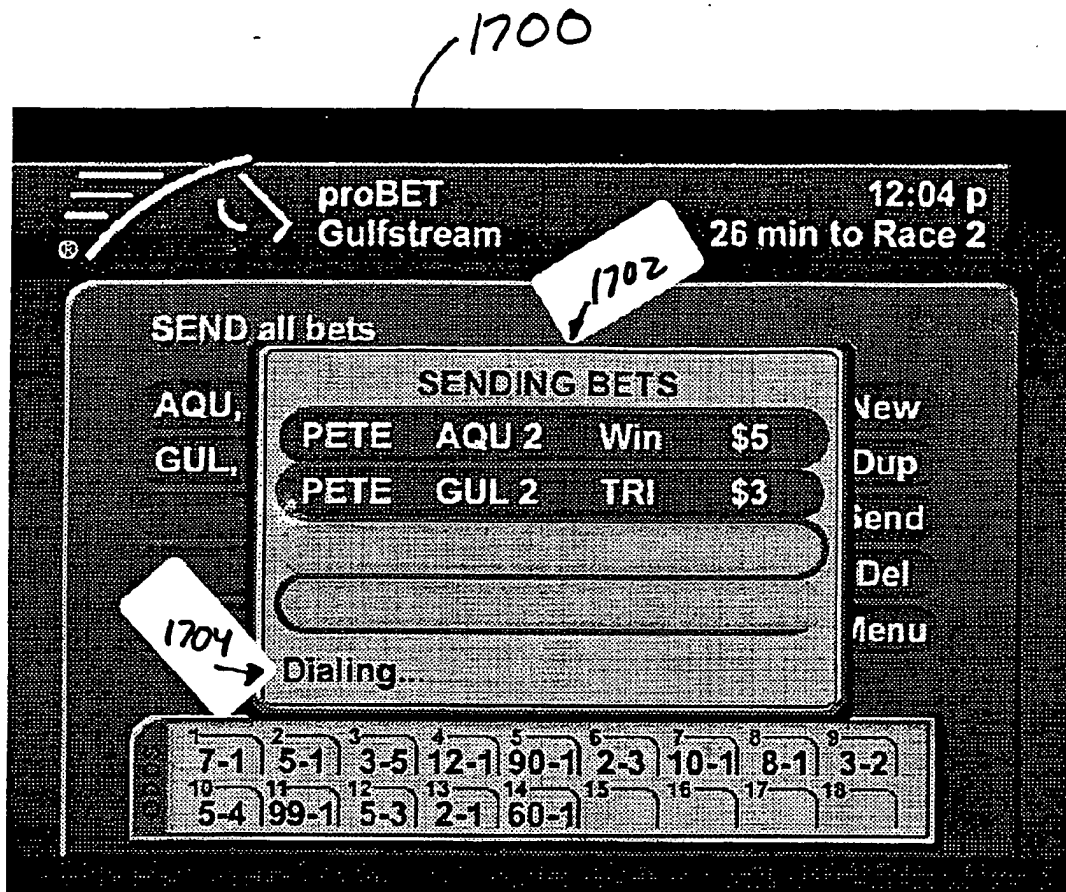 1700
proBET
Gulfstream
12:04 p
26 min to Race 2
®
1702
SEND all bets
SENDING BETS
AQU,
PETE AQU 2 Win $5
New
GUL,
PETE GUL 2 TRI $3
Dup
Send
Del
Menu
1704
Dialing...
ODDS
1 2 3 4 5 6 7 8 9
7-1 5-1 3-5 12-1 90-1 2-3 10-1 8-1 3-2
10 11 12 13 14 15 16 17 18
5-4 99-1 5-3 2-1 60-1